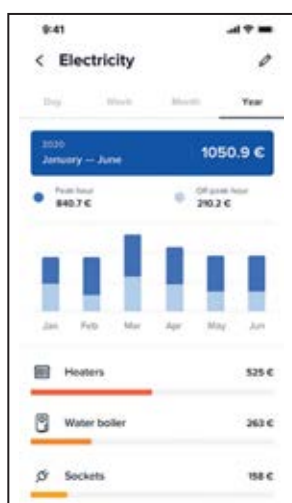 9:41
Electricity
Day Week Month Year
2020
January — June 1050.9 €
Peak hour Off peak hour
840.7 € 210.2 €
Jan Feb Mar Apr May Jun
Heaters 525 €
Water boiler 263 €
Sockets 158 €